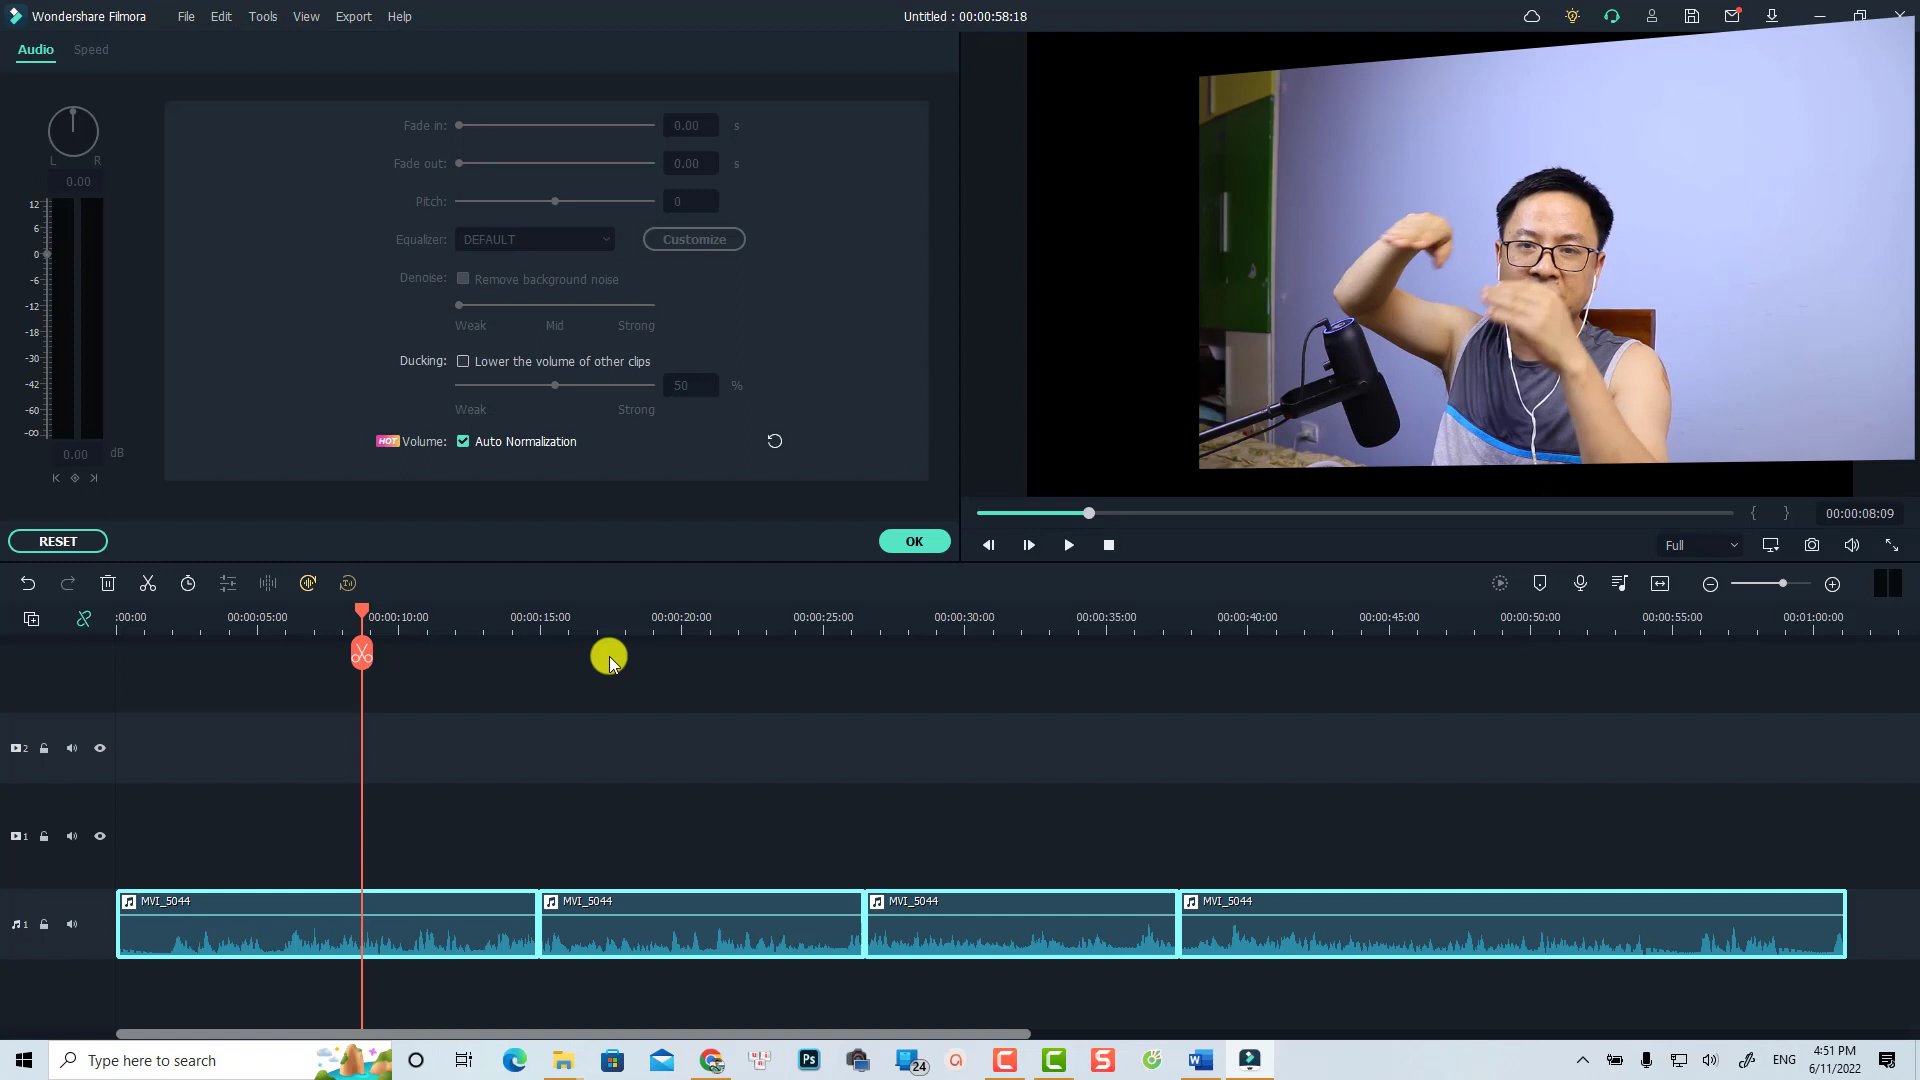 Wondershare Filmora File Edit Tools View Export Help Untitled : 00:00:58:18
Audio Speed
Fade in: 0.00 s
Fade out: 0.00 s
L R
0.00
Pitch: 0
Equalizer: DEFAULT Customize
Denoise: Remove background noise
Weak Mid Strong
Ducking: Lower the volume of other clips
50 %
Weak Strong
HOT Volume: Auto Normalization
12
6
0
-6
-12
-18
-30
-42
-60
-∞
0.00 dB
RESET OK
{ } 00:00:08:09
Full
:00:00 00:00:05:00 00:00:10:00 00:00:15:00 00:00:20:00 00:00:25:00 00:00:30:00 00:00:35:00 00:00:40:00 00:00:45:00 00:00:50:00 00:00:55:00 00:01:00:00
2
1
MVI_5044 MVI_5044 MVI_5044 MVI_5044
1
Type here to search Ps 24 ENG 4:51 PM
6/11/2022